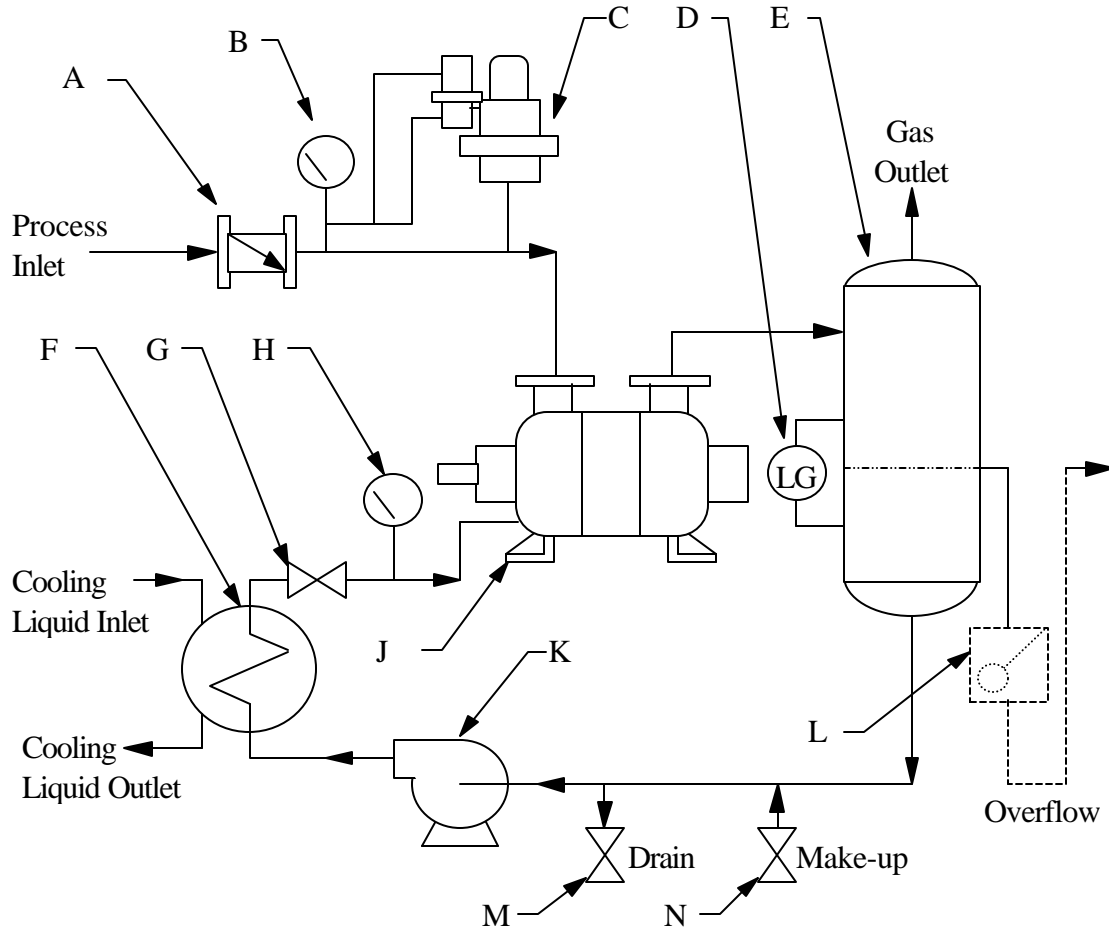 A
B
C
D
E
Gas
Outlet
Process
Inlet
F
G
H
LG
Cooling
Liquid Inlet
J
K
L
Cooling
Liquid Outlet
Overflow
Drain
Make-up
M
N